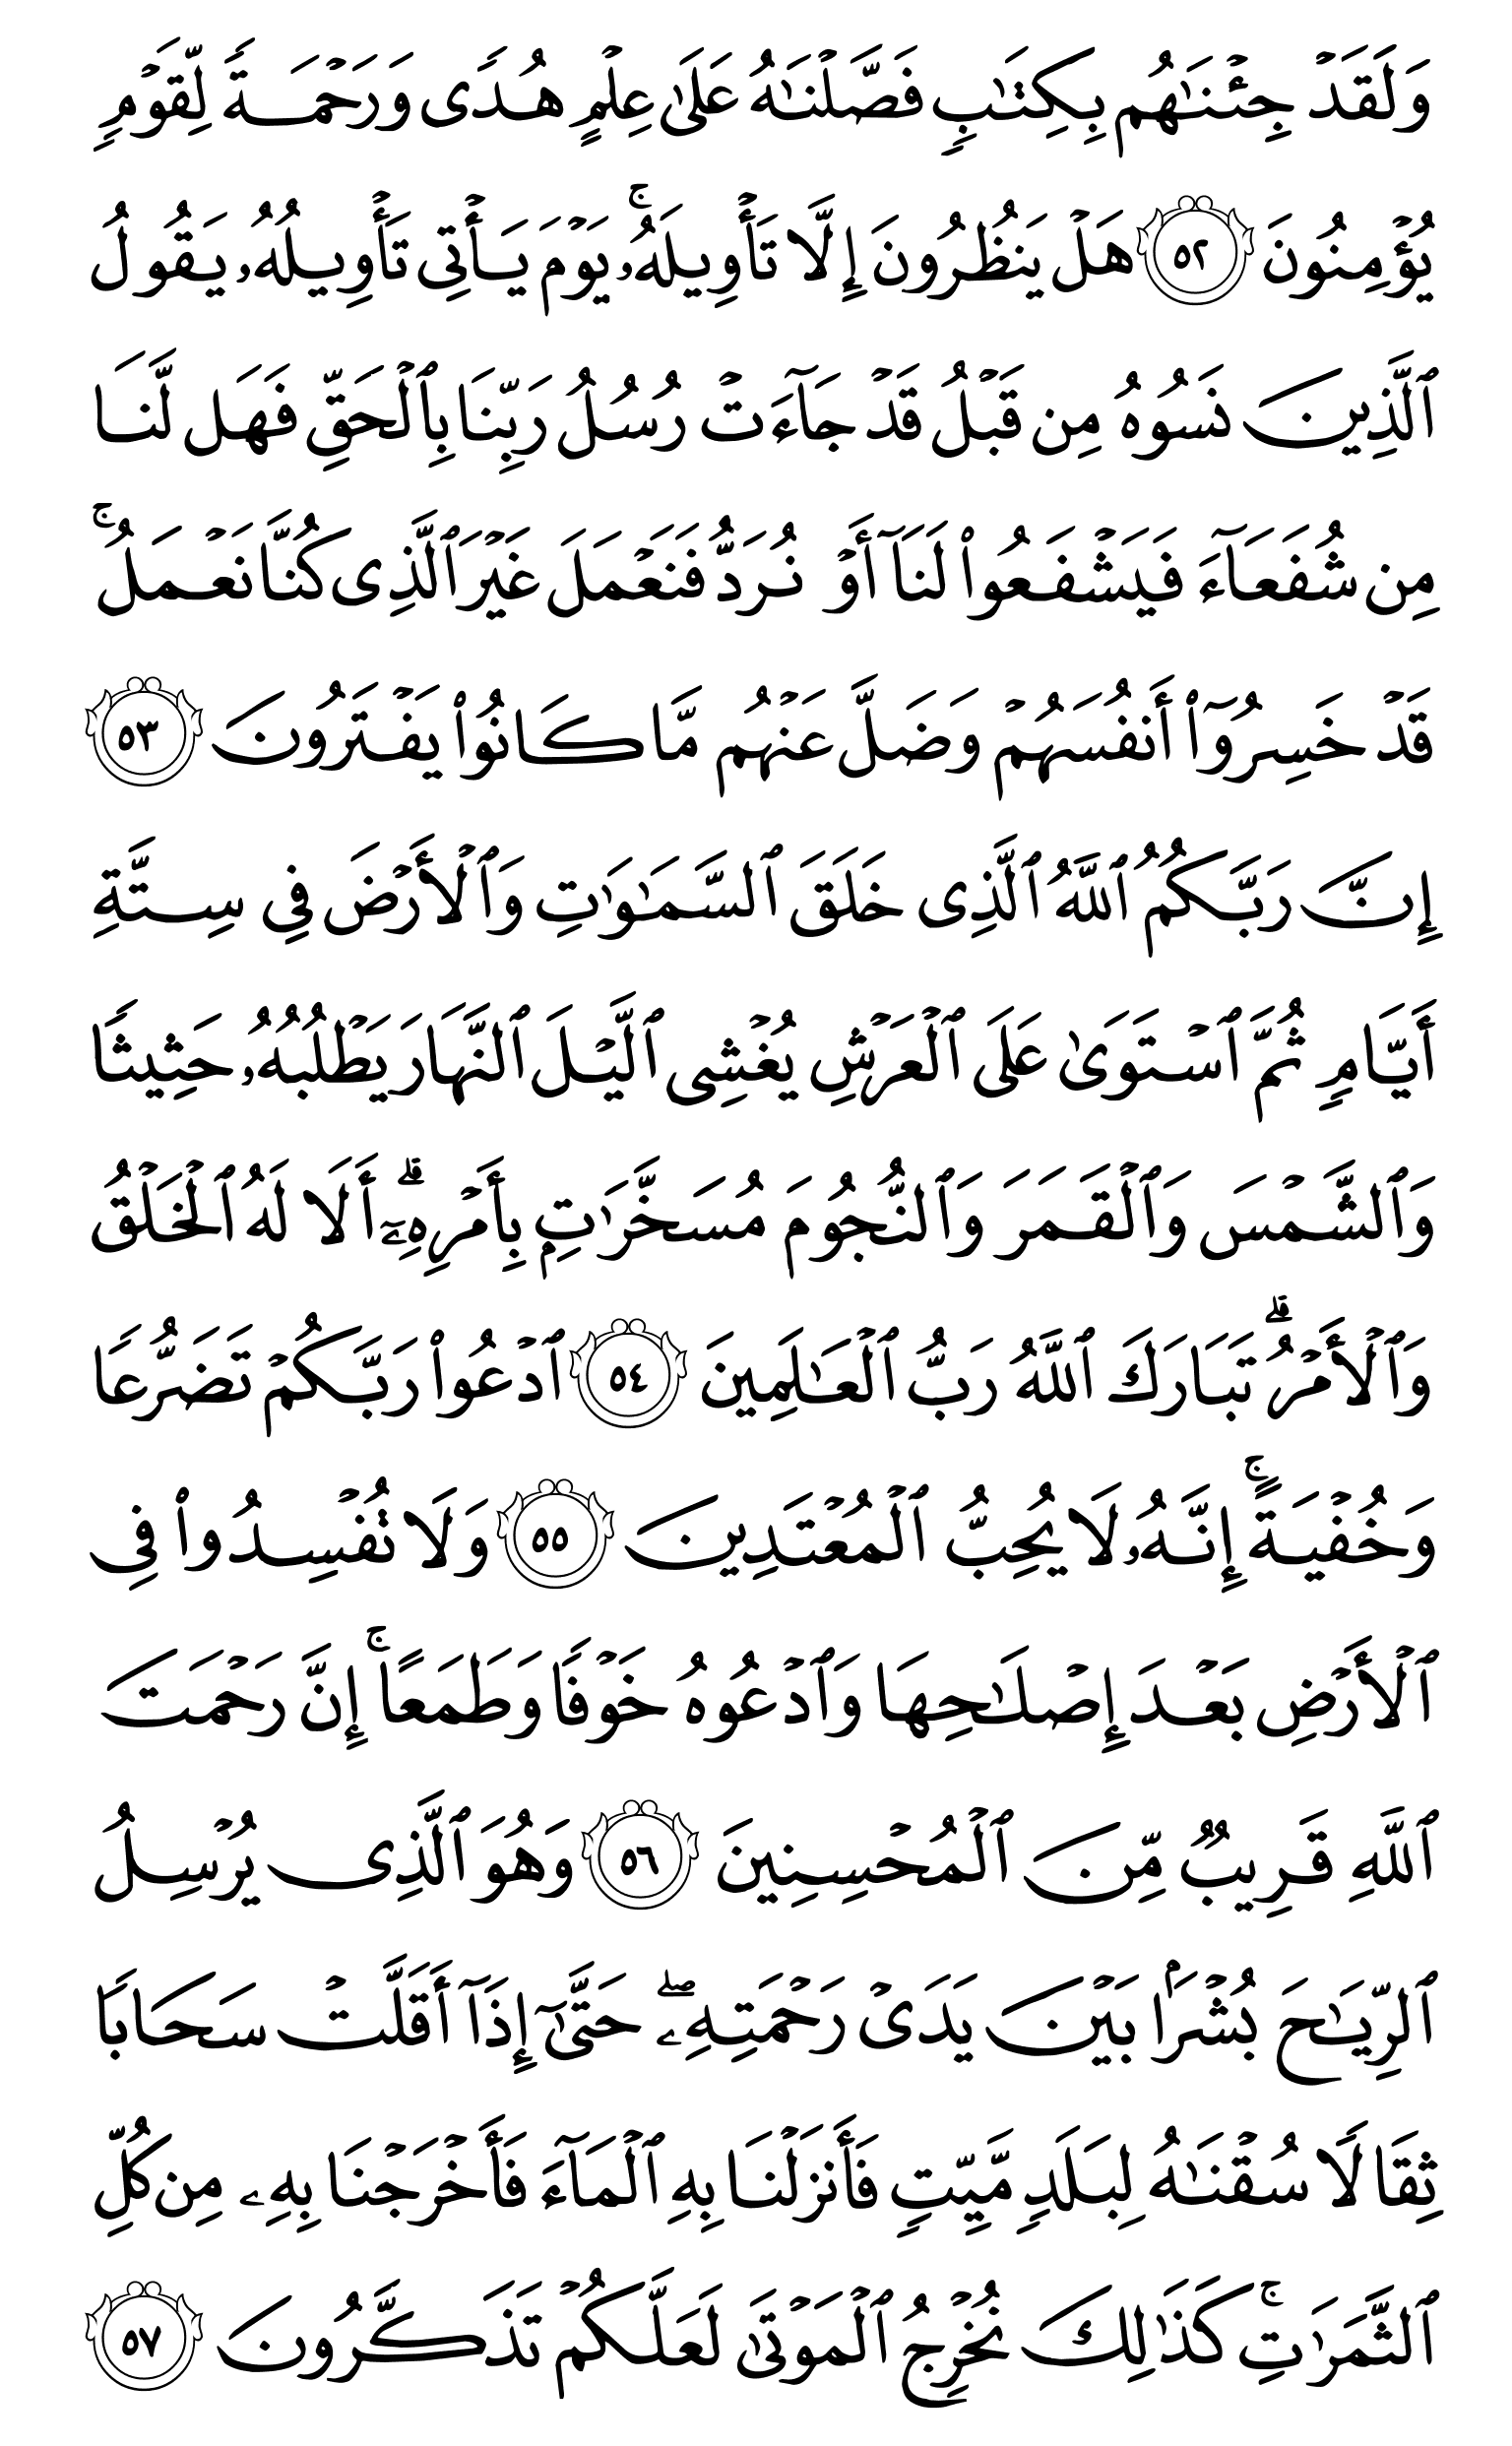 وَلَقَدْ جِئْنَٰهُم بِكِتَٰبٍ فَصَّلْنَٰهُ عَلَىٰ عِلْمٍ هُدًى وَرَحْمَةً لِّقَوْمٍ
يُؤْمِنُونَ ٥٢ هَلْ يَنظُرُونَ إِلَّا تَأْوِيلَهُۥ ۚ يَوْمَ يَأْتِى تَأْوِيلُهُۥ يَقُولُ
ٱلَّذِينَ نَسُوهُ مِن قَبْلُ قَدْ جَآءَتْ رُسُلُ رَبِّنَا بِٱلْحَقِّ فَهَل لَّنَا
مِن شُفَعَآءَ فَيَشْفَعُوا۟ لَنَآ أَوْ نُرَدُّ فَنَعْمَلَ غَيْرَ ٱلَّذِى كُنَّا نَعْمَلُ ۚ
قَدْ خَسِرُوٓا۟ أَنفُسَهُمْ وَضَلَّ عَنْهُم مَّا كَانُوا۟ يَفْتَرُونَ ٥٣
إِنَّ رَبَّكُمُ ٱللَّهُ ٱلَّذِى خَلَقَ ٱلسَّمَٰوَٰتِ وَٱلْأَرْضَ فِى سِتَّةِ
أَيَّامٍ ثُمَّ ٱسْتَوَىٰ عَلَى ٱلْعَرْشِ يُغْشِى ٱلَّيْلَ ٱلنَّهَارَ يَطْلُبُهُۥ حَثِيثًا
وَٱلشَّمْسَ وَٱلْقَمَرَ وَٱلنُّجُومَ مُسَخَّرَٰتٍۭ بِأَمْرِهِۦٓ ۗ أَلَا لَهُ ٱلْخَلْقُ
وَٱلْأَمْرُ ۗ تَبَارَكَ ٱللَّهُ رَبُّ ٱلْعَٰلَمِينَ ٥٤ ٱدْعُوا۟ رَبَّكُمْ تَضَرُّعًا
وَخُفْيَةً ۚ إِنَّهُۥ لَا يُحِبُّ ٱلْمُعْتَدِينَ ٥٥ وَلَا تُفْسِدُوا۟ فِى
ٱلْأَرْضِ بَعْدَ إِصْلَٰحِهَا وَٱدْعُوهُ خَوْفًا وَطَمَعًا ۚ إِنَّ رَحْمَتَ
ٱللَّهِ قَرِيبٌ مِّنَ ٱلْمُحْسِنِينَ ٥٦ وَهُوَ ٱلَّذِى يُرْسِلُ
ٱلرِّيَٰحَ بُشْرًۢا بَيْنَ يَدَىْ رَحْمَتِهِۦ ۖ حَتَّىٰٓ إِذَآ أَقَلَّتْ سَحَابًا
ثِقَالًا سُقْنَٰهُ لِبَلَدٍ مَّيِّتٍ فَأَنزَلْنَا بِهِ ٱلْمَآءَ فَأَخْرَجْنَا بِهِۦ مِن كُلِّ
ٱلثَّمَرَٰتِ ۚ كَذَٰلِكَ نُخْرِجُ ٱلْمَوْتَىٰ لَعَلَّكُمْ تَذَكَّرُونَ ٥٧